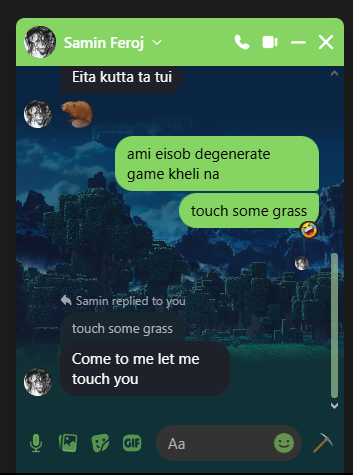 Samin Feroj
Eita kutta ta tui
ami eisob degenerate
game kheli na
touch some grass
Samin replied to you
touch some grass
Come to me let me
touch you
GIF
Aa